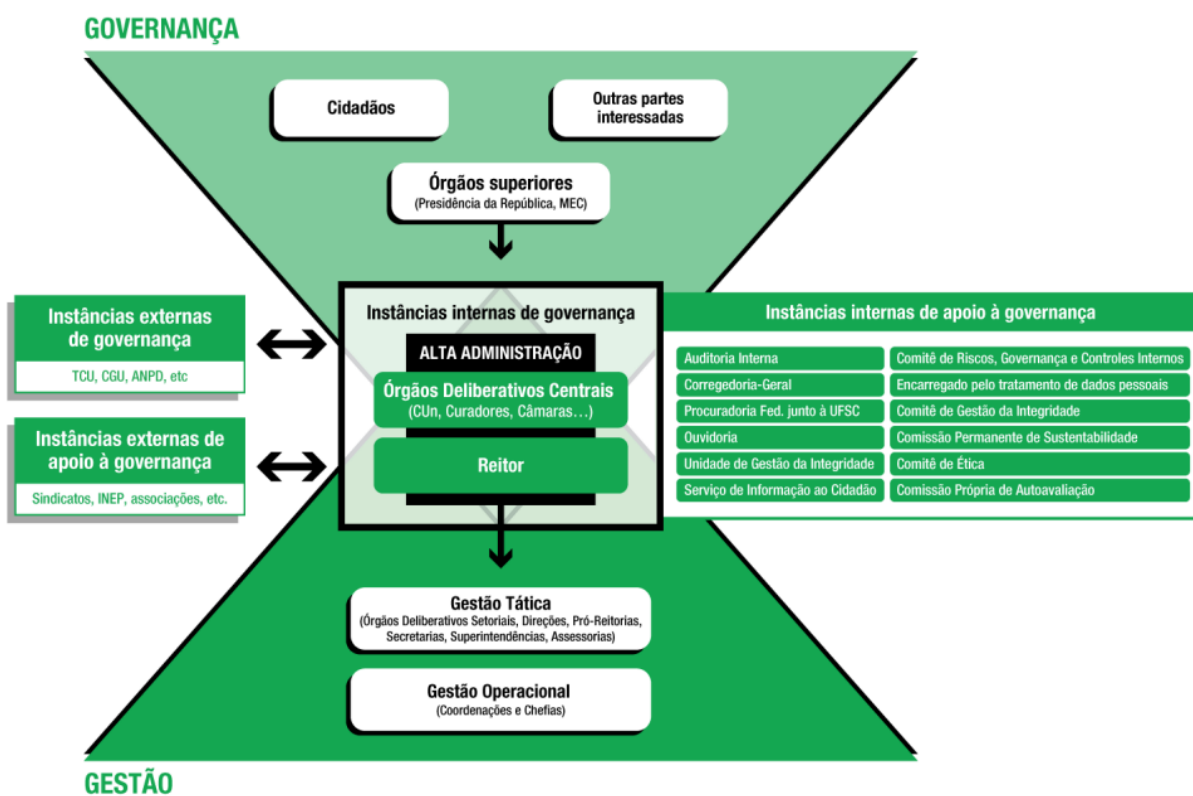 GOVERNANÇA
Cidadãos
Outras partes
interessadas
Órgãos superiores
(Presidência da República, MEC)
Instâncias externas
de governança
TCU, CGU, ANPD, etc
Instâncias externas de
apoio à governança
Sindicatos, INEP, associações, etc.
Instâncias internas de governança
ALTA ADMINISTRAÇÃO
Órgãos Deliberativos Centrais
(CUn, Curadores, Câmaras...)
Reitor
Instâncias internas de apoio à governança
Auditoria Interna
Corregedoria-Geral
Procuradoria Fed. junto à UFSC
Ouvidoria
Unidade de Gestão da Integridade
Serviço de Informação ao Cidadão
Comitê de Riscos, Governança e Controles Internos
Encarregado pelo tratamento de dados pessoais
Comitê de Gestão da Integridade
Comissão Permanente de Sustentabilidade
Comitê de Ética
Comissão Própria de Autoavaliação
Gestão Tática
(Órgãos Deliberativos Setoriais, Direções, Pró-Reitorias,
Secretarias, Superintendências, Assessorias)
Gestão Operacional
(Coordenações e Chefias)
GESTÃO